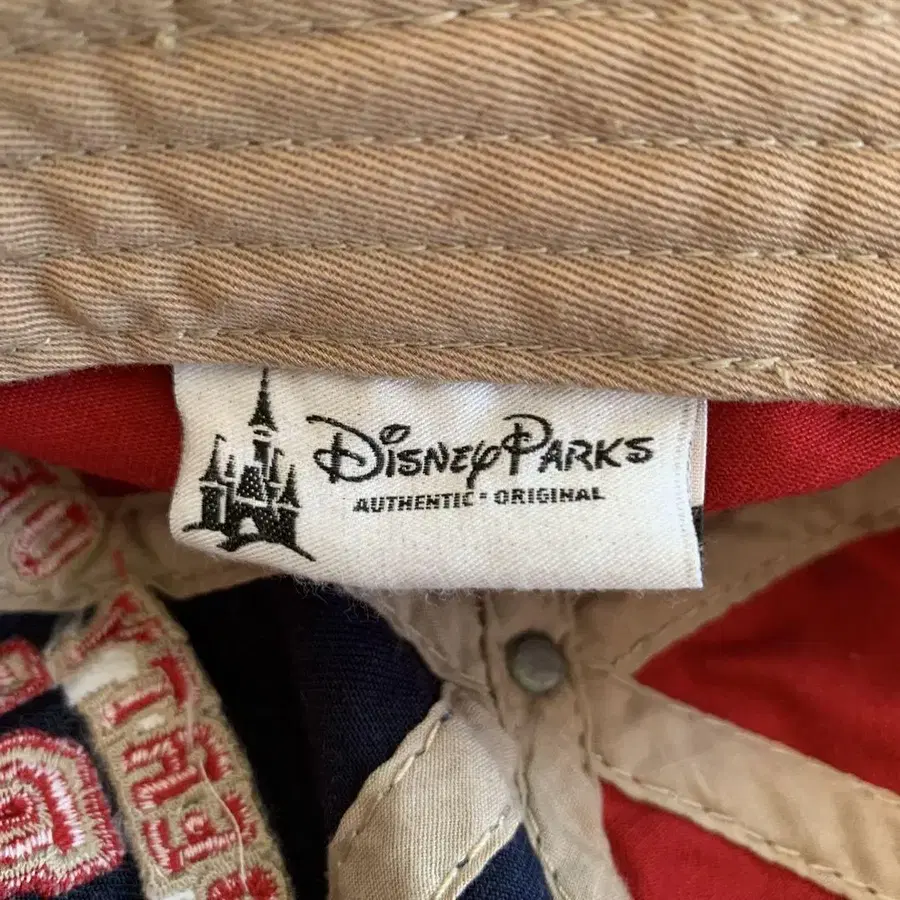 DISNEY PARKS
AUTHENTIC • ORIGINAL